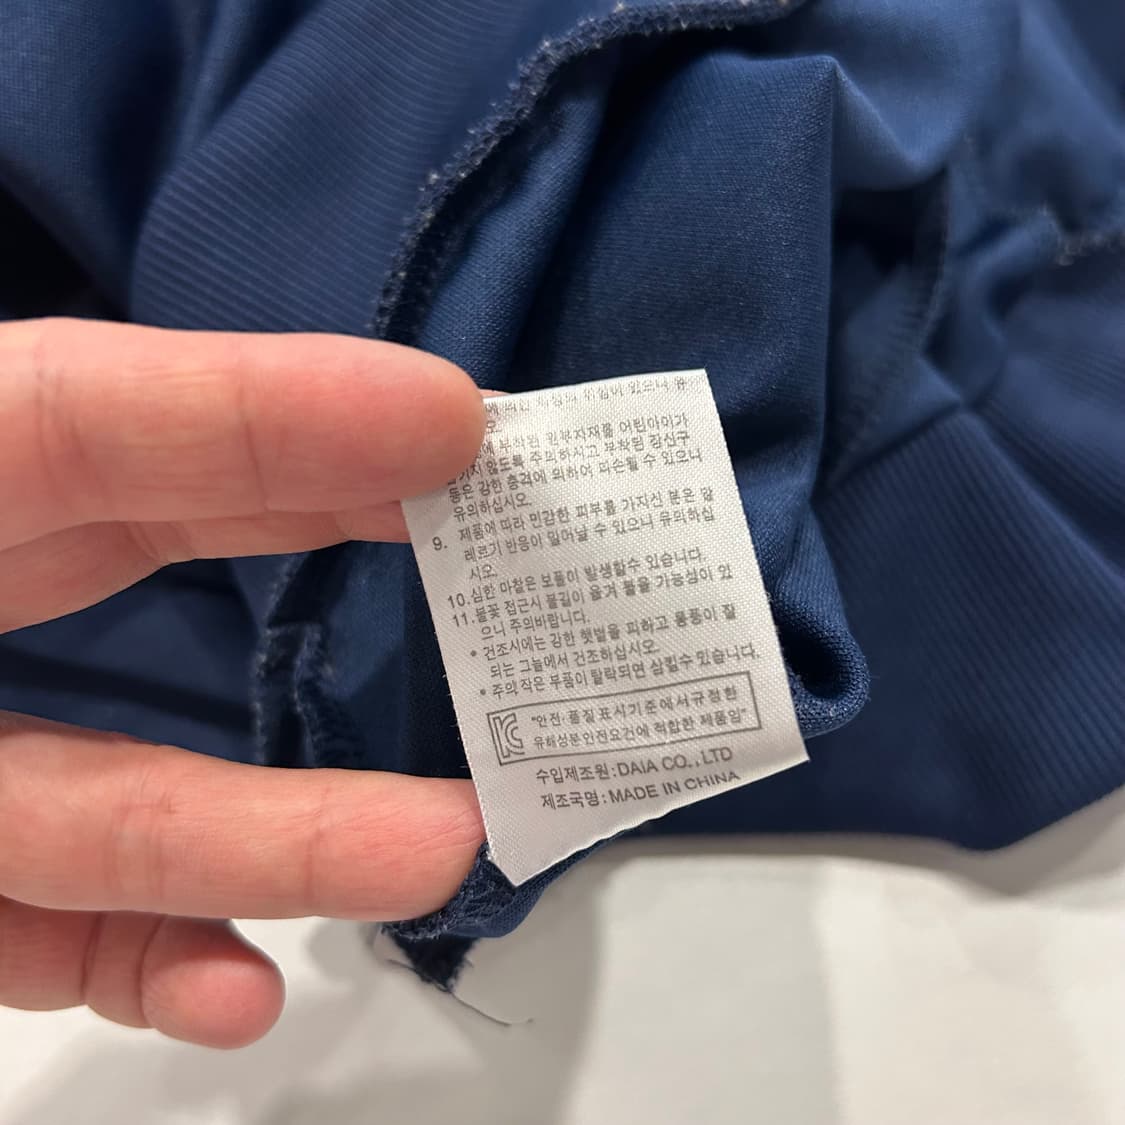 있으니 유
요.
에 부착된 원부자재를 어린아이가
않도록 주의하시고 부착된 장신구
등은 강한 충격에 의하여 파손될 수 있으니
유의하십시오.
9. 제품에 따라 민감한 피부를 가지신 분은 알
레르기 반응이 일어날 수 있으니 유의하십
시오.
10.심한 마찰은 보풀이 발생할수 있습니다.
11.불꽃 접근시 불길이 옮겨 붙을 가능성이 있
으니 주의바랍니다.
• 건조시에는 강한 햇볕을 피하고 통풍이 잘
되는 그늘에서 건조하십시오.
• 주의,작은 부품이 탈락되면 삼킬수 있습니다.
"안전·품질표시기준에서규정한
유해성분안전요건에 적합한 제품임"
수입제조원:DAIA CO.,LTD
제조국명:MADE IN CHINA